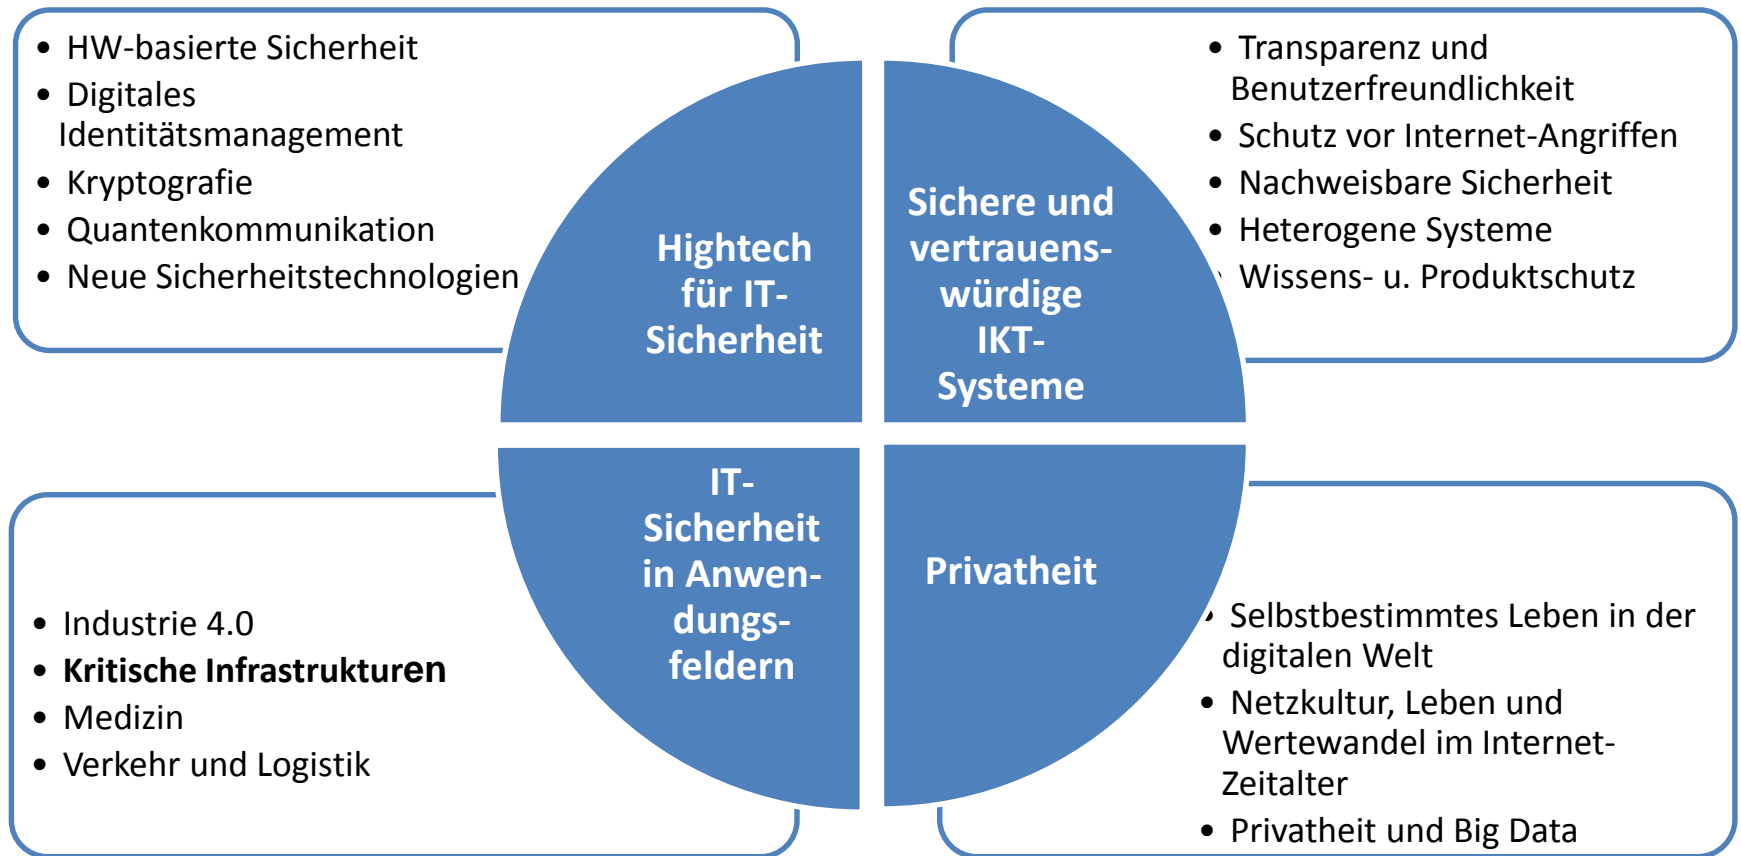 • HW-basierte Sicherheit
• Digitales
Identitätsmanagement
• Kryptografie
• Quantenkommunikation
• Neue Sicherheitstechnologien
Hightech
für IT-
Sicherheit
Sichere und
vertrauens-
würdige
IKT-
Systeme
• Transparenz und
Benutzerfreundlichkeit
• Schutz vor Internet-Angriffen
• Nachweisbare Sicherheit
• Heterogene Systeme
• Wissens- u. Produktschutz
• Industrie 4.0
• Kritische Infrastrukturen
• Medizin
• Verkehr und Logistik
IT-
Sicherheit
in Anwen-
dungs-
feldern
Privatheit
• Selbstbestimmtes Leben in der
digitalen Welt
• Netzkultur, Leben und
Wertewandel im Internet-
Zeitalter
• Privatheit und Big Data